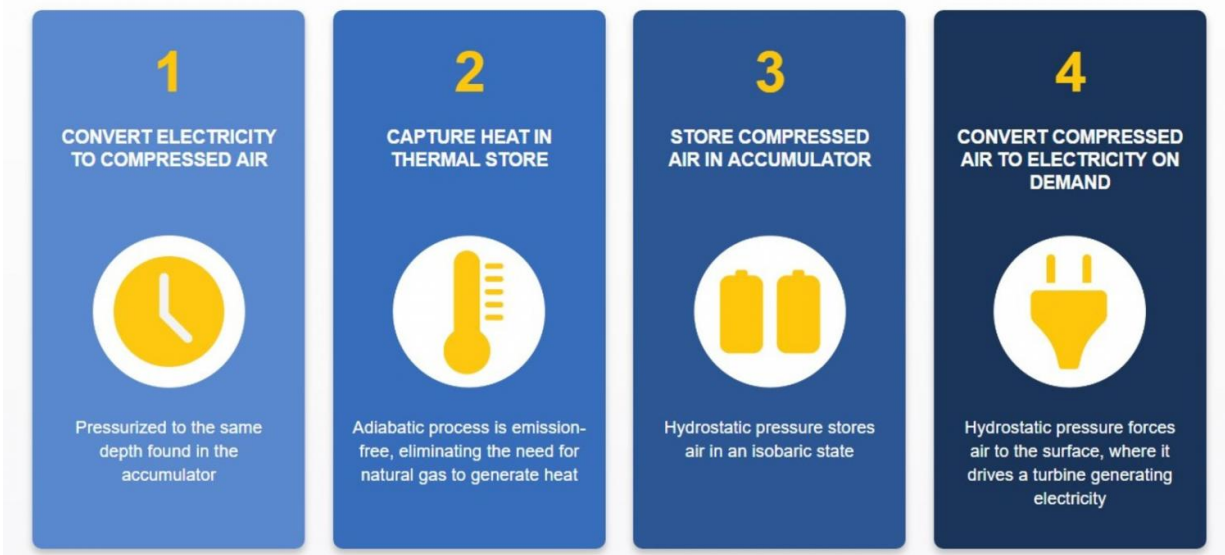 1
CONVERT ELECTRICITY
TO COMPRESSED AIR
Pressurized to the same
depth found in the
accumulator
2
CAPTURE HEAT IN
THERMAL STORE
Adiabatic process is emission-
free, eliminating the need for
natural gas to generate heat
3
STORE COMPRESSED
AIR IN ACCUMULATOR
Hydrostatic pressure stores
air in an isobaric state
4
CONVERT COMPRESSED
AIR TO ELECTRICITY ON
DEMAND
Hydrostatic pressure forces
air to the surface, where it
drives a turbine generating
electricity